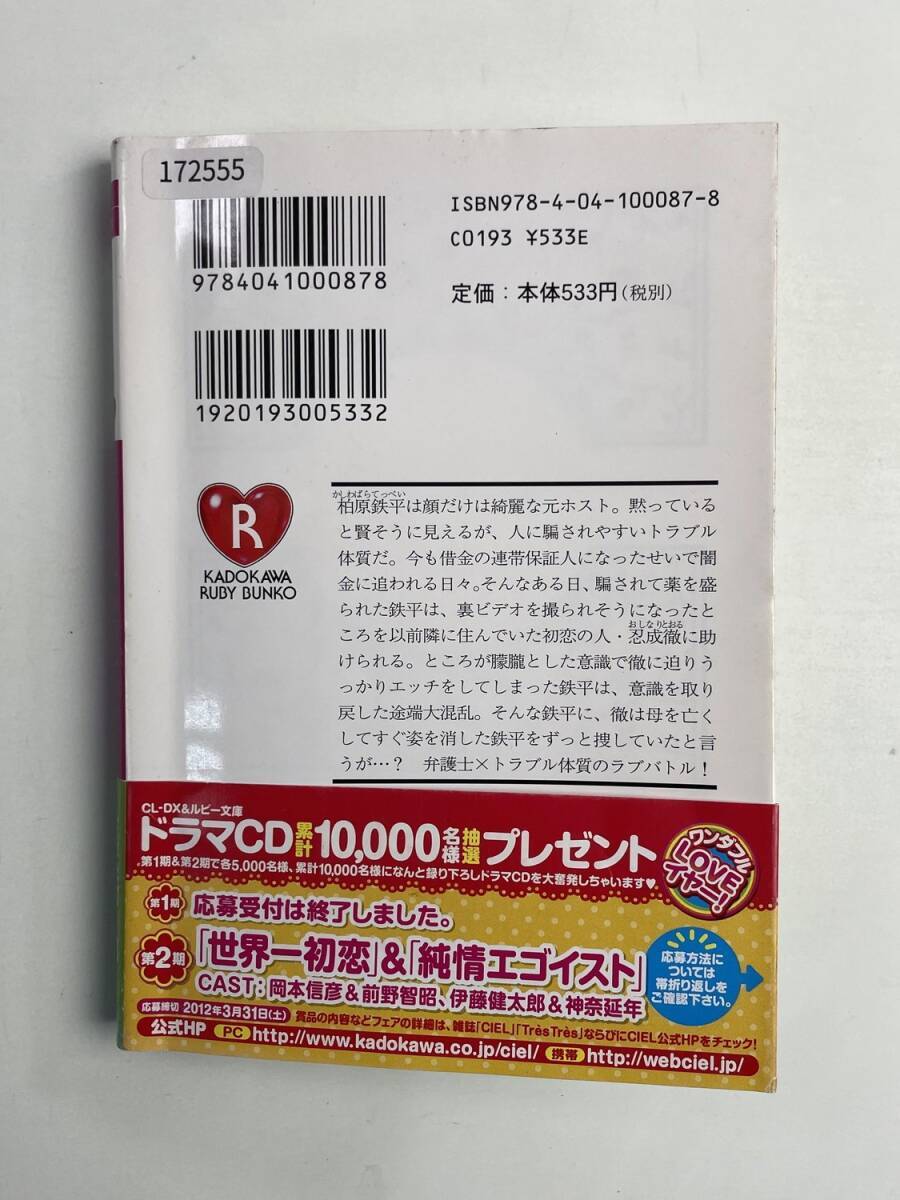 172555
ISBN978-4-04-100087-8
C0193 ¥533E
9784041000878
定価：本体533円（税別）
1920193005332
R
KADOKAWA
RUBY BUNKO
かしわばらてっぺい
柏原鉄平は顔だけは綺麗な元ホスト。黙っている
と賢そうに見えるが、人に騙されやすいトラブル
体質だ。今も借金の連帯保証人になったせいで闇
金に追われる日々。そんなある日、騙されて薬を盛
られた鉄平は、裏ビデオを撮られそうになったと
おしなりとおる
ころを以前隣に住んでいた初恋の人・忍成徹に助
けられる。ところが朦朧とした意識で徹に迫りう
っかりエッチをしてしまった鉄平は、意識を取り
戻した途端大混乱。そんな鉄平に、徹は母を亡く
してすぐ姿を消した鉄平をずっと捜していたと言
うが…？　弁護士×トラブル体質のラブバトル！
CL-DX&ルビー文庫
ドラマCD累計10,000名様抽選プレゼント
第1期&第2期で各5,000名様、累計10,000名様になんと録り下ろしドラマCDを大奮発しちゃいます♥
ワンダフル
LOVE
イヤー！
第1期 応募受付は終了しました。
第2期 「世界一初恋」&「純情エゴイスト」
CAST：岡本信彦&前野智昭、伊藤健太郎&神奈延年
応募方法に
ついては
帯折り返しを
ご確認下さい。
応募締切 2012年3月31日(土) 賞品の内容などフェアの詳細は、雑誌「CIEL」「TrèsTrès」ならびにCIEL公式HPをチェック！
公式HP PC http://www.kadokawa.co.jp/ciel/ 携帯 http://webciel.jp/